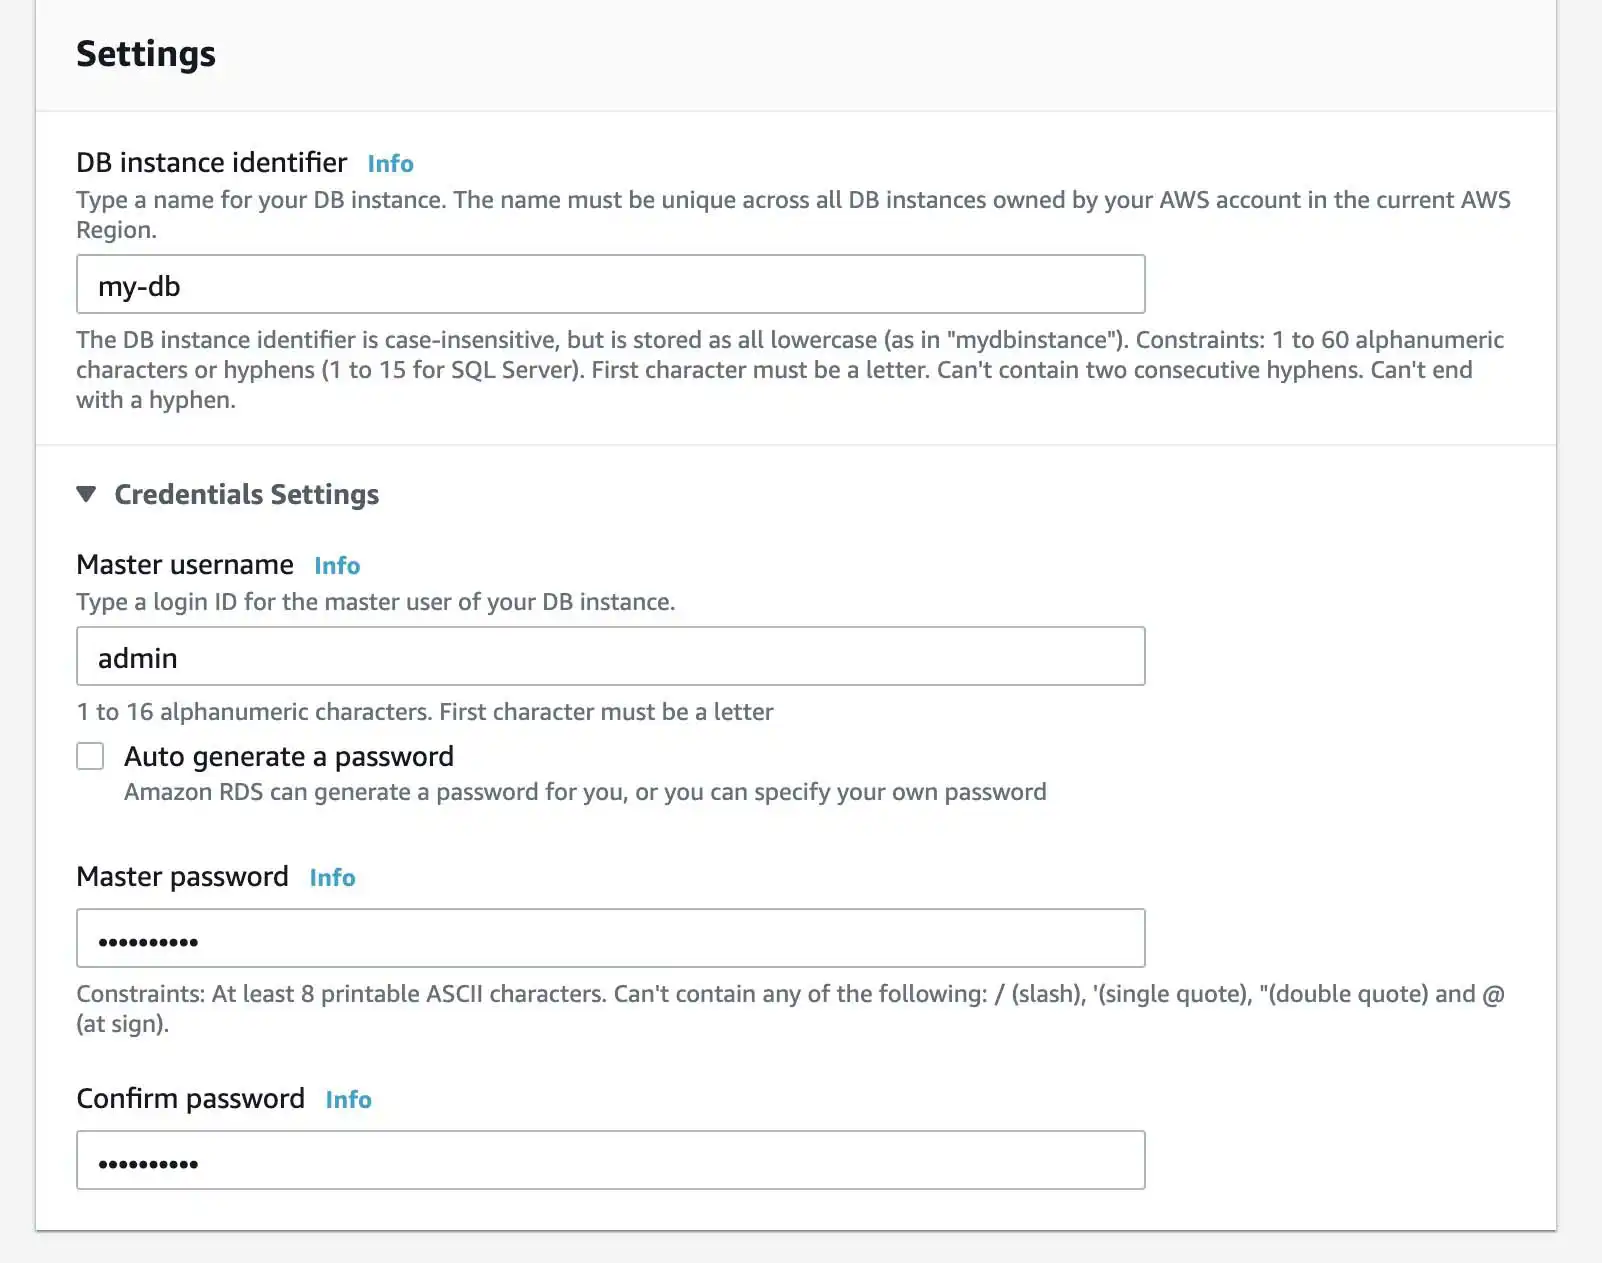 Settings
DB instance identifier Info
Type a name for your DB instance. The name must be unique across all DB instances owned by your AWS account in the current AWS
Region.
my-db
The DB instance identifier is case-insensitive, but is stored as all lowercase (as in "mydbinstance"). Constraints: 1 to 60 alphanumeric
characters or hyphens (1 to 15 for SQL Server). First character must be a letter. Can't contain two consecutive hyphens. Can't end
with a hyphen.
Credentials Settings
Master username Info
Type a login ID for the master user of your DB instance.
admin
1 to 16 alphanumeric characters. First character must be a letter
Auto generate a password
Amazon RDS can generate a password for you, or you can specify your own password
Master password Info
••••••••••
Constraints: At least 8 printable ASCII characters. Can't contain any of the following: / (slash), '(single quote), "(double quote) and @
(at sign).
Confirm password Info
••••••••••